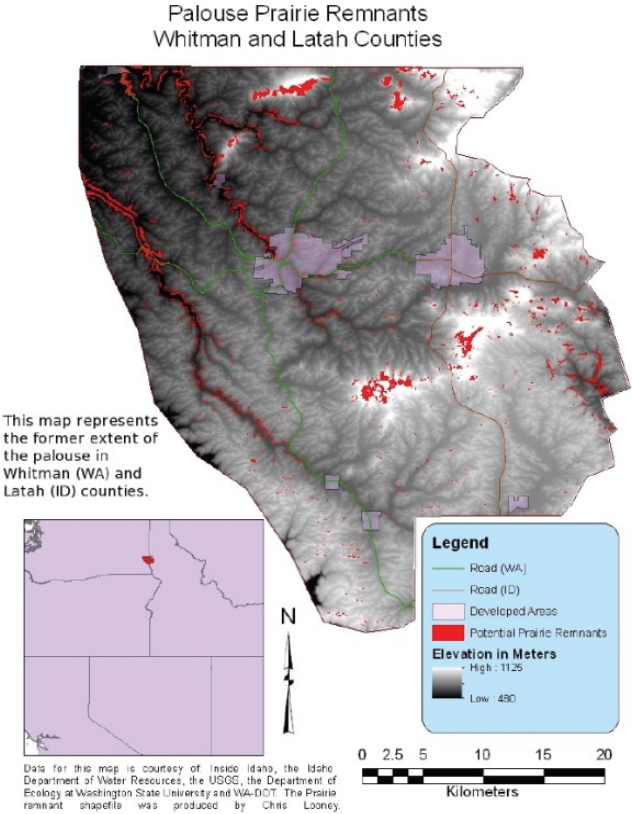 Palouse Prairie Remnants
Whitman and Latah Counties
This map represents
the former extent of
the palouse in
Whitman (WA) and
Latah (ID) counties.
Legend
Road (WA)
Road (ID)
Developed Areas
Potential Prairie Remnants
Elevation in Meters
High : 1125
Low : 480
N
0 2.5 5 10 15 20
Kilometers
Data for this map is courtesy of: Inside Idaho, the Idaho
Department of Water Resources, the USGS, the Department of
Ecology at Washington State University and WA-DOT. The Prairie
remnant shapefile was produced by Chris Looney.